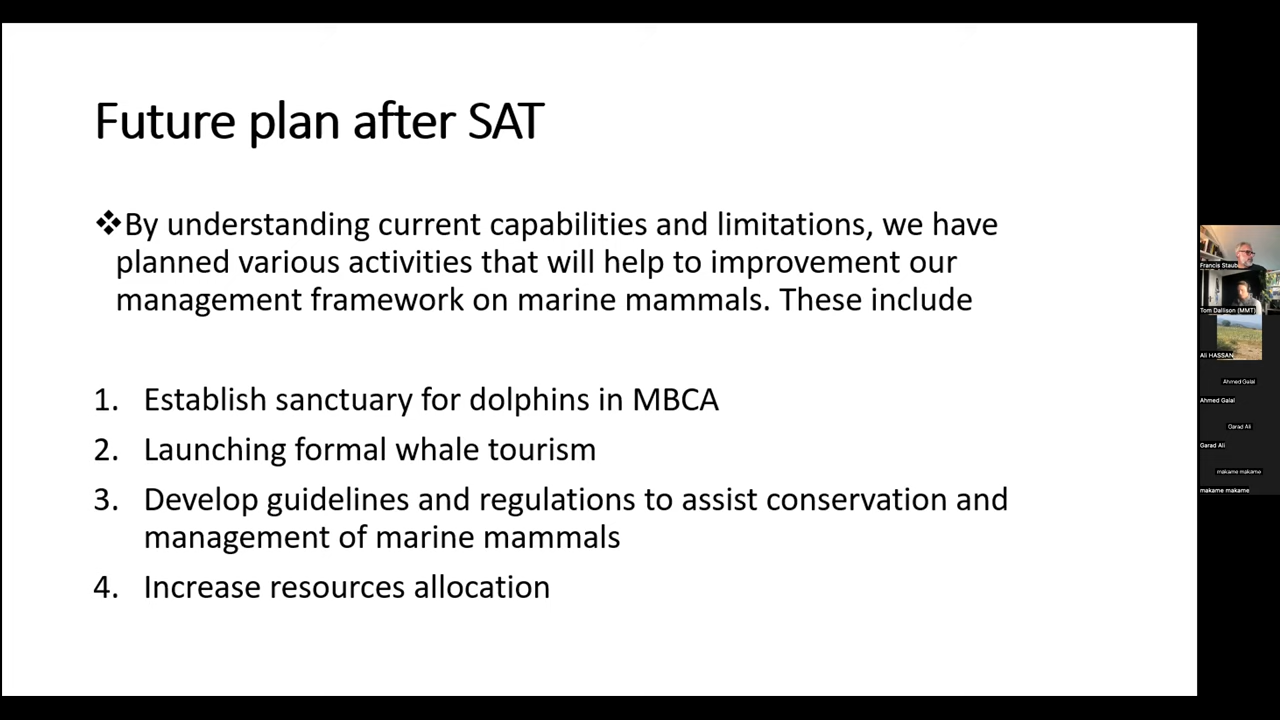 Future plan after SAT
❖By understanding current capabilities and limitations, we have
planned various activities that will help to improvement our
management framework on marine mammals. These include
1. Establish sanctuary for dolphins in MBCA
2. Launching formal whale tourism
3. Develop guidelines and regulations to assist conservation and
management of marine mammals
4. Increase resources allocation
Francis Staub
Tom Dallison (MMT)
Ali HASSAN
Ahmed Galal
Ahmed Galal
Garad Ali
Garad Ali
makame makame
makame makame